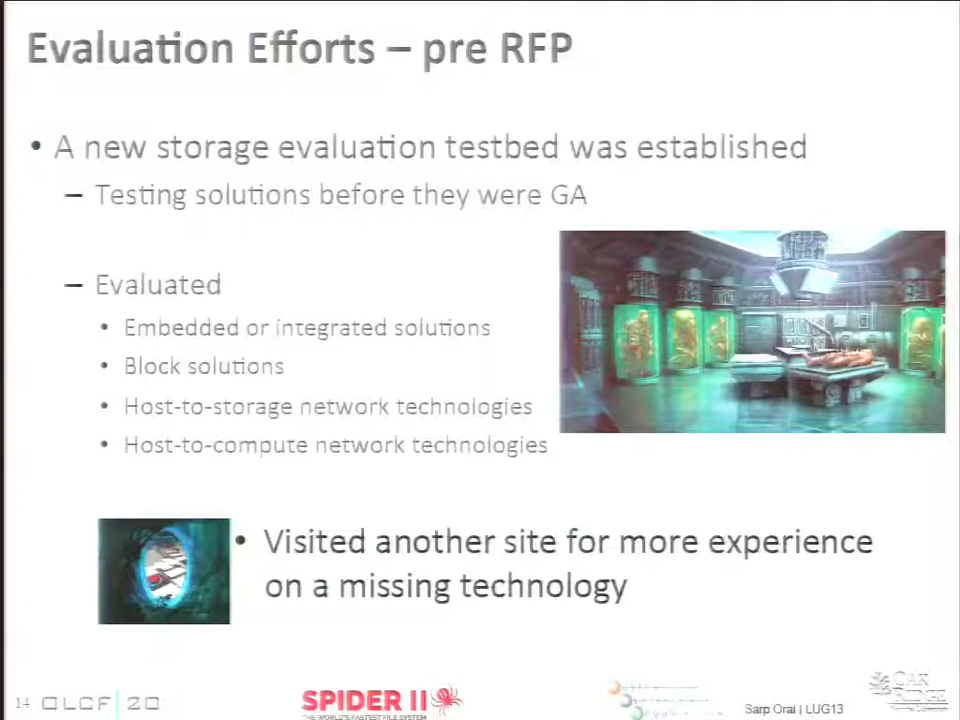 Evaluation Efforts – pre RFP
• A new storage evaluation testbed was established
– Testing solutions before they were GA
– Evaluated
• Embedded or integrated solutions
• Block solutions
• Host-to-storage network technologies
• Host-to-compute network technologies
• Visited another site for more experience
on a missing technology
14 OLCF 20
SPIDER II
THE WORLD'S FASTEST FILE SYSTEM
Sarp Oral | LUG13
OAK
RIDGE